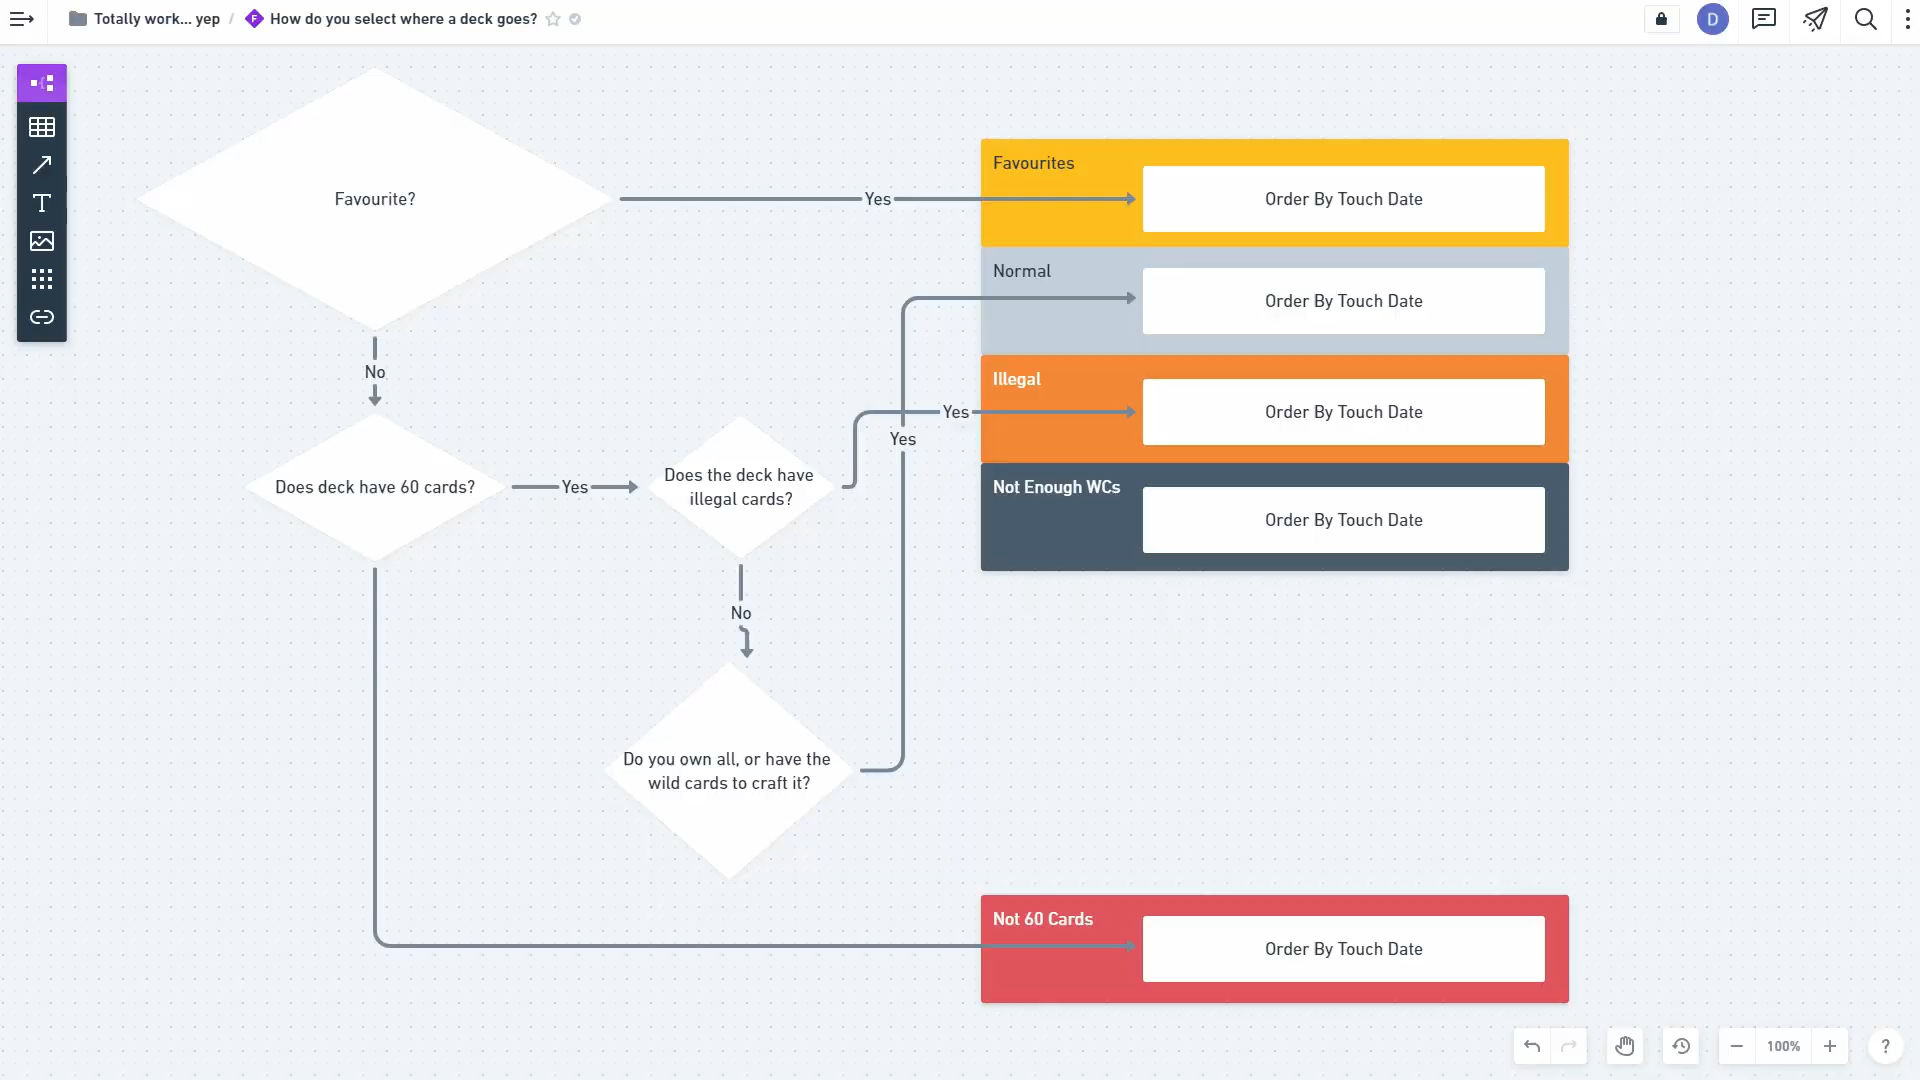 Totally work... yep / How do you select where a deck goes?
D
Favourite?
Yes
Favourites
Order By Touch Date
Normal
Order By Touch Date
No
Illegal
Yes
Order By Touch Date
Yes
Does deck have 60 cards?
Yes
Does the deck have
illegal cards?
Not Enough WCs
Order By Touch Date
No
Do you own all, or have the
wild cards to craft it?
Not 60 Cards
Order By Touch Date
100%
?